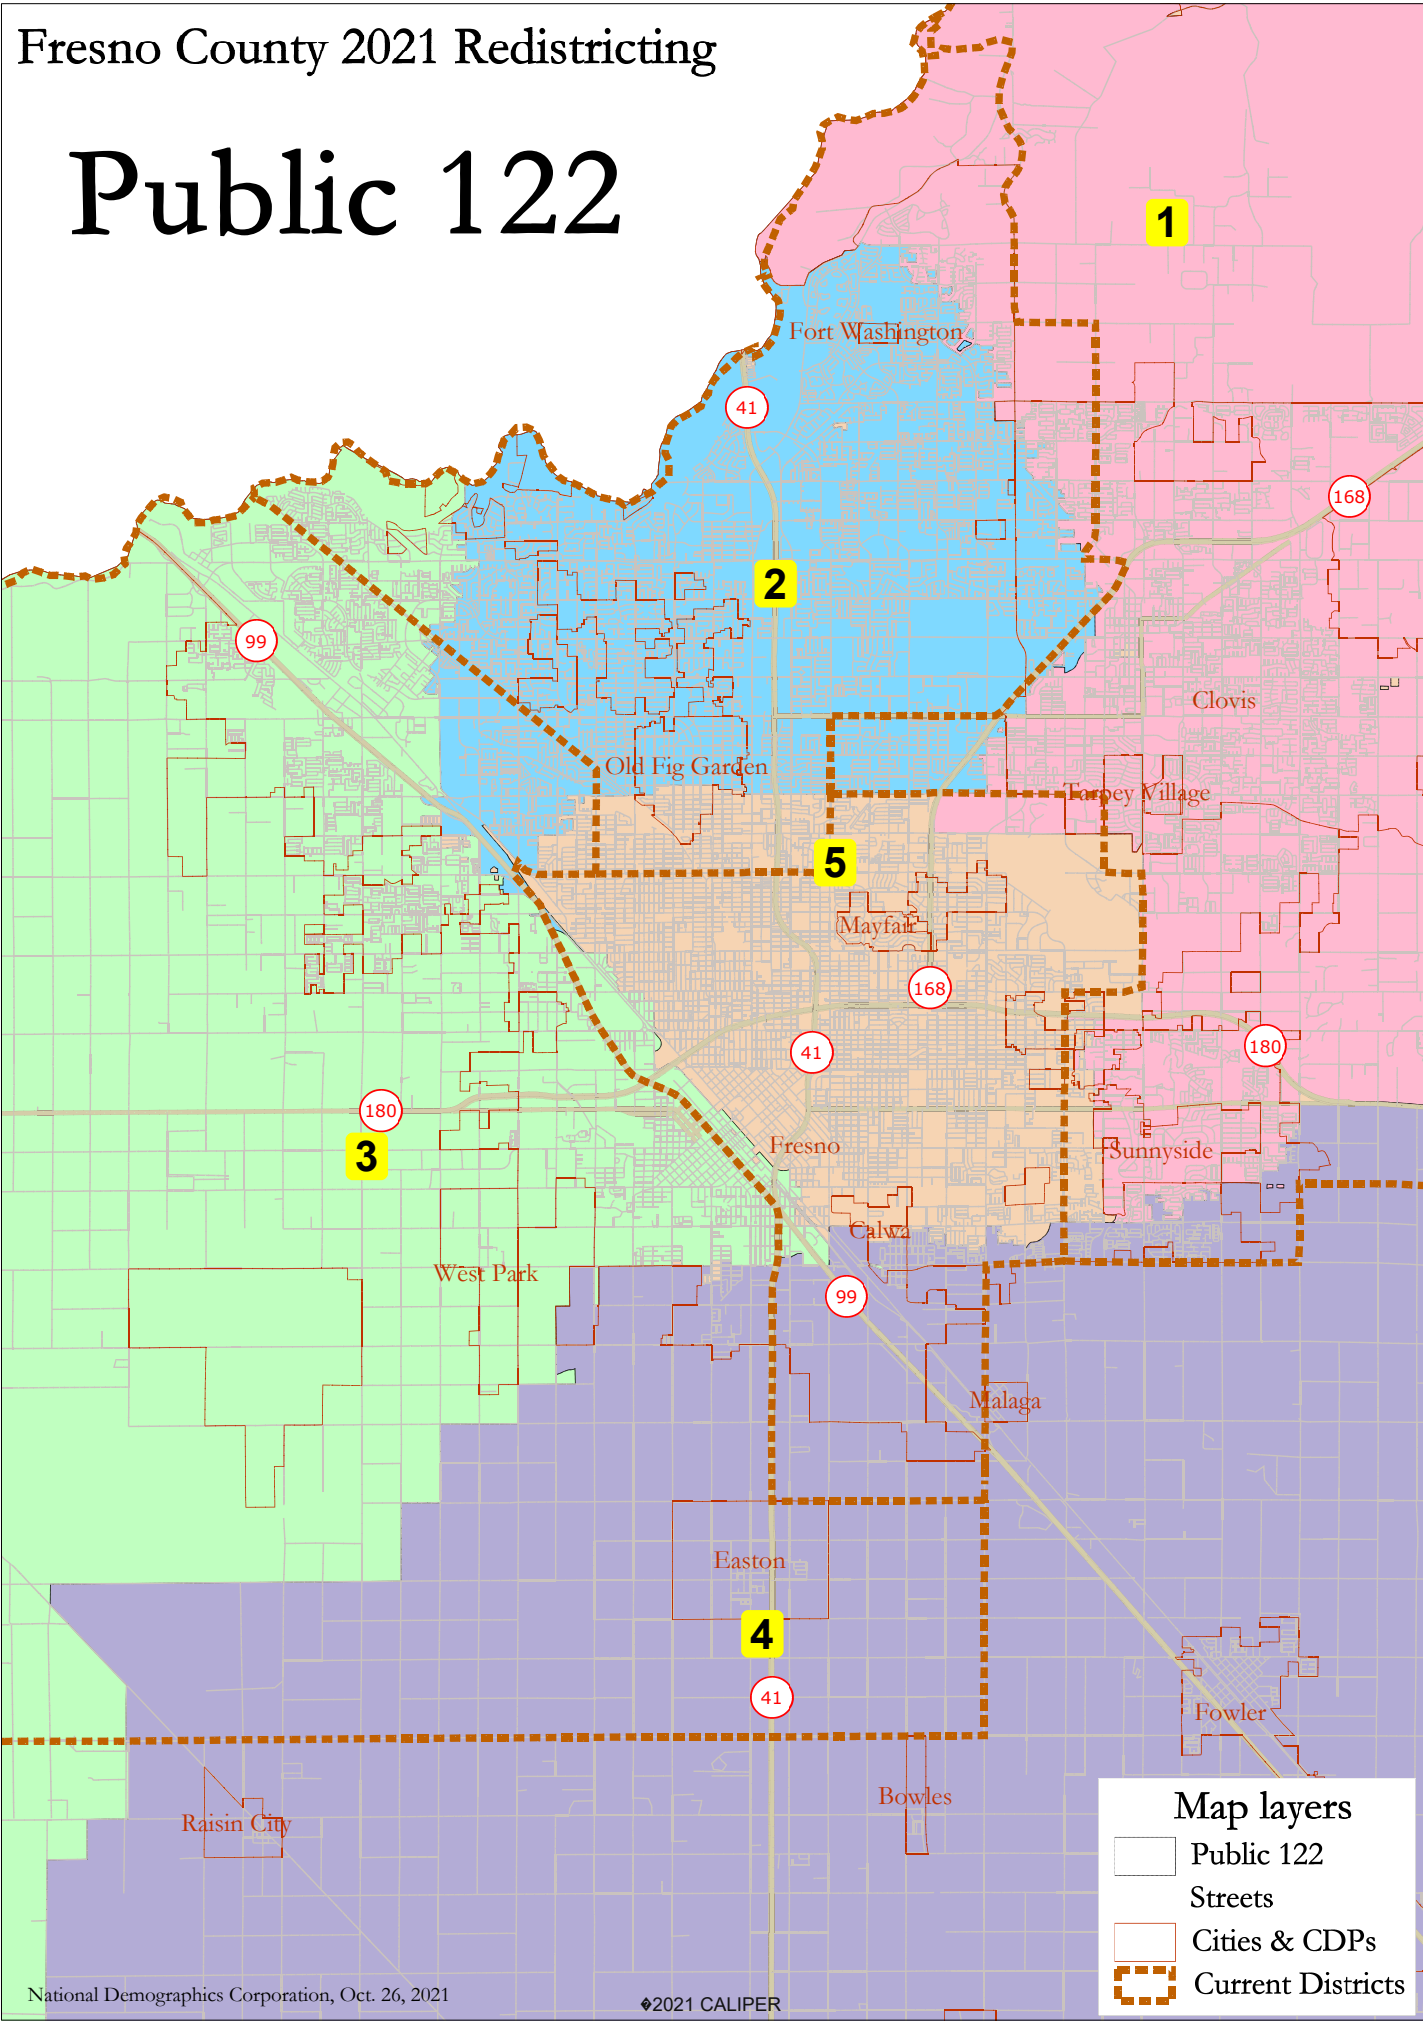 Fresno County 2021 Redistricting
Public 122
1
Fort Washington
41
168
2
99
Clovis
Old Fig Garden
Tarpey Village
5
Mayfair
168
41
180
180
3
Fresno
Sunnyside
Calwa
West Park
99
Malaga
Easton
4
41
Fowler
Bowles
Raisin City
Map layers
Public 122
Streets
Cities & CDPs
Current Districts
National Demographics Corporation, Oct. 26, 2021
�2021 CALIPER